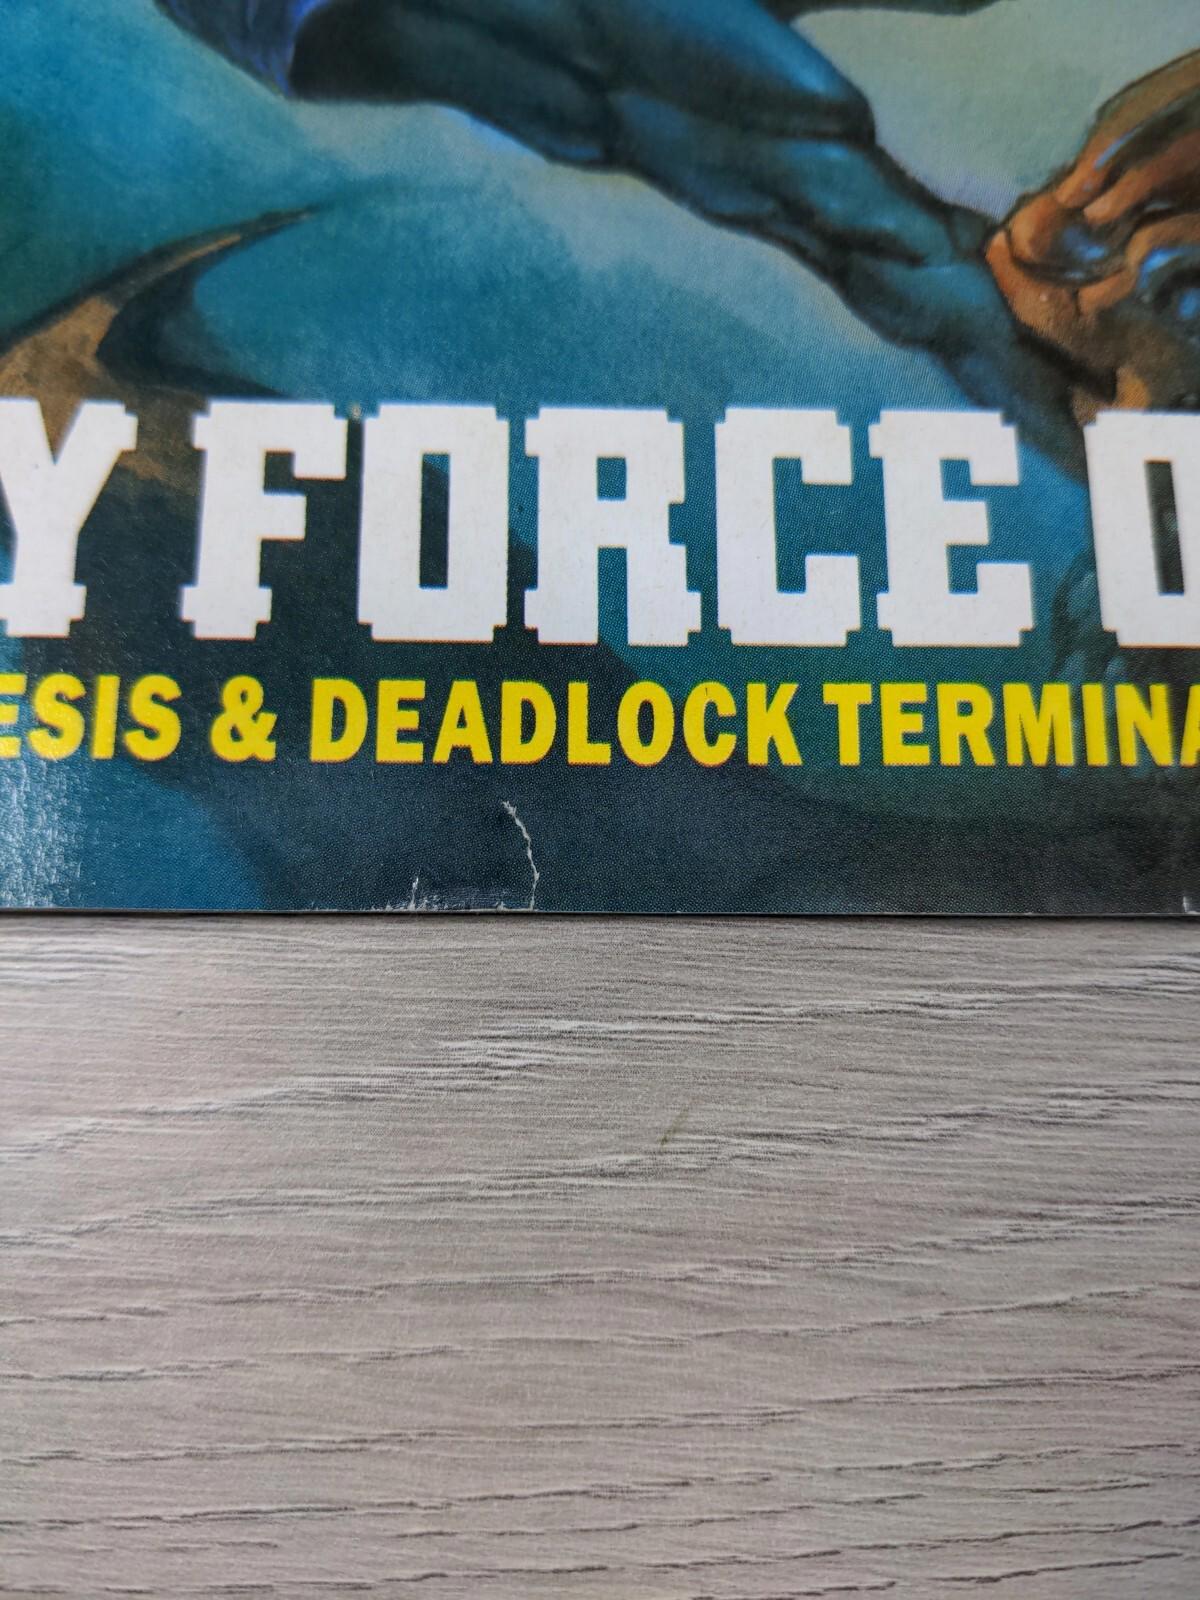 Y FORCE O
ESIS & DEADLOCK TERMINA